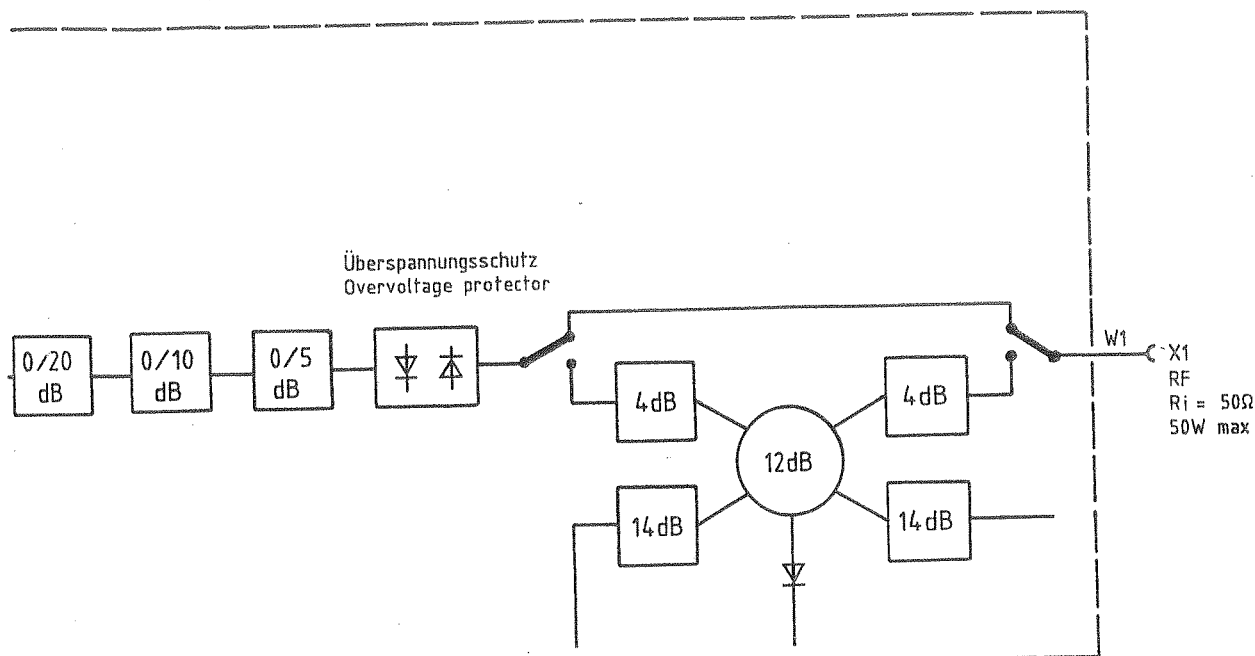 Überspannungsschutz
Overvoltage protector
0/20
dB
0/10
dB
0/5
dB
4dB
4dB
12dB
14dB
14dB
W1
X1
RF
Ri = 50Ω
50W max